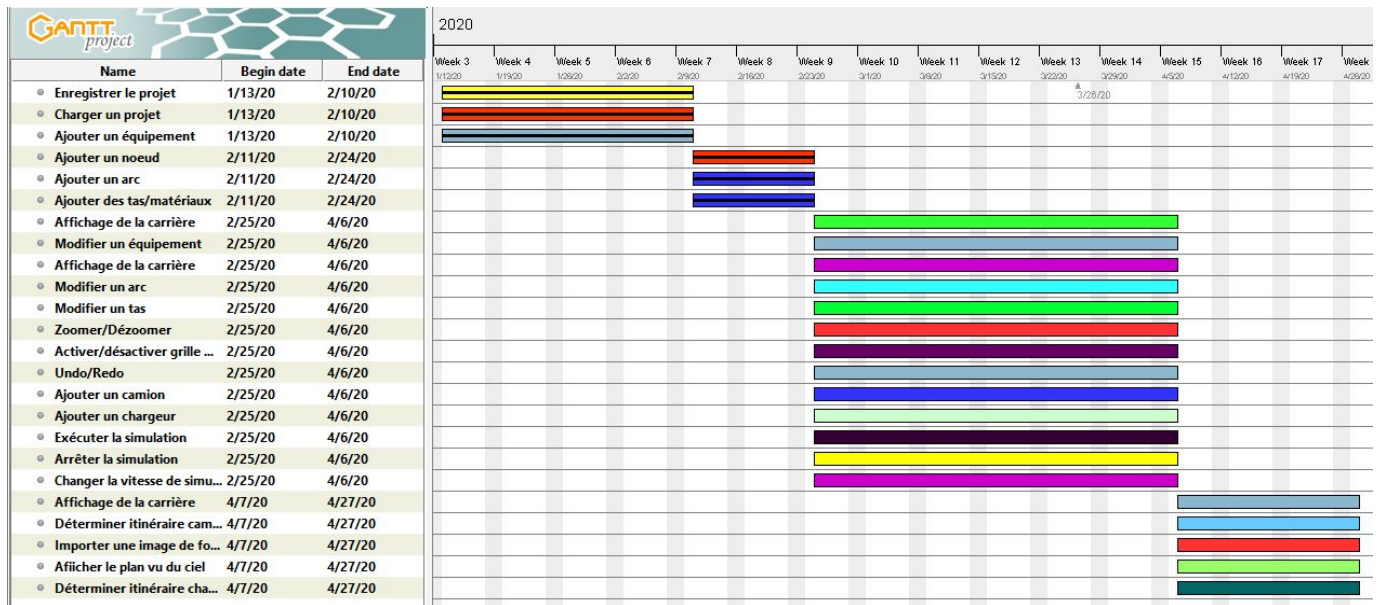 GANTT
project
2020
Week 3 Week 4 Week 5 Week 6 Week 7 Week 8 Week 9 Week 10 Week 11 Week 12 Week 13 Week 14 Week 15 Week 16 Week 17 Week
Name Begin date End date 1/12/20 1/19/20 1/26/20 2/2/20 2/9/20 2/16/20 2/23/20 3/1/20 3/8/20 3/15/20 3/22/20 3/29/20 4/5/20 4/12/20 4/19/20 4/26/20
Enregistrer le projet 1/13/20 2/10/20 3/26/20
Charger un projet 1/13/20 2/10/20
Ajouter un équipement 1/13/20 2/10/20
Ajouter un noeud 2/11/20 2/24/20
Ajouter un arc 2/11/20 2/24/20
Ajouter des tas/matériaux 2/11/20 2/24/20
Affichage de la carrière 2/25/20 4/6/20
Modifier un équipement 2/25/20 4/6/20
Affichage de la carrière 2/25/20 4/6/20
Modifier un arc 2/25/20 4/6/20
Modifier un tas 2/25/20 4/6/20
Zoomer/Dézoomer 2/25/20 4/6/20
Activer/désactiver grille ... 2/25/20 4/6/20
Undo/Redo 2/25/20 4/6/20
Ajouter un camion 2/25/20 4/6/20
Ajouter un chargeur 2/25/20 4/6/20
Exécuter la simulation 2/25/20 4/6/20
Arrêter la simulation 2/25/20 4/6/20
Changer la vitesse de simu... 2/25/20 4/6/20
Affichage de la carrière 4/7/20 4/27/20
Déterminer itinéraire cam... 4/7/20 4/27/20
Importer une image de fo... 4/7/20 4/27/20
Afiicher le plan vu du ciel 4/7/20 4/27/20
Déterminer itinéraire cha... 4/7/20 4/27/20